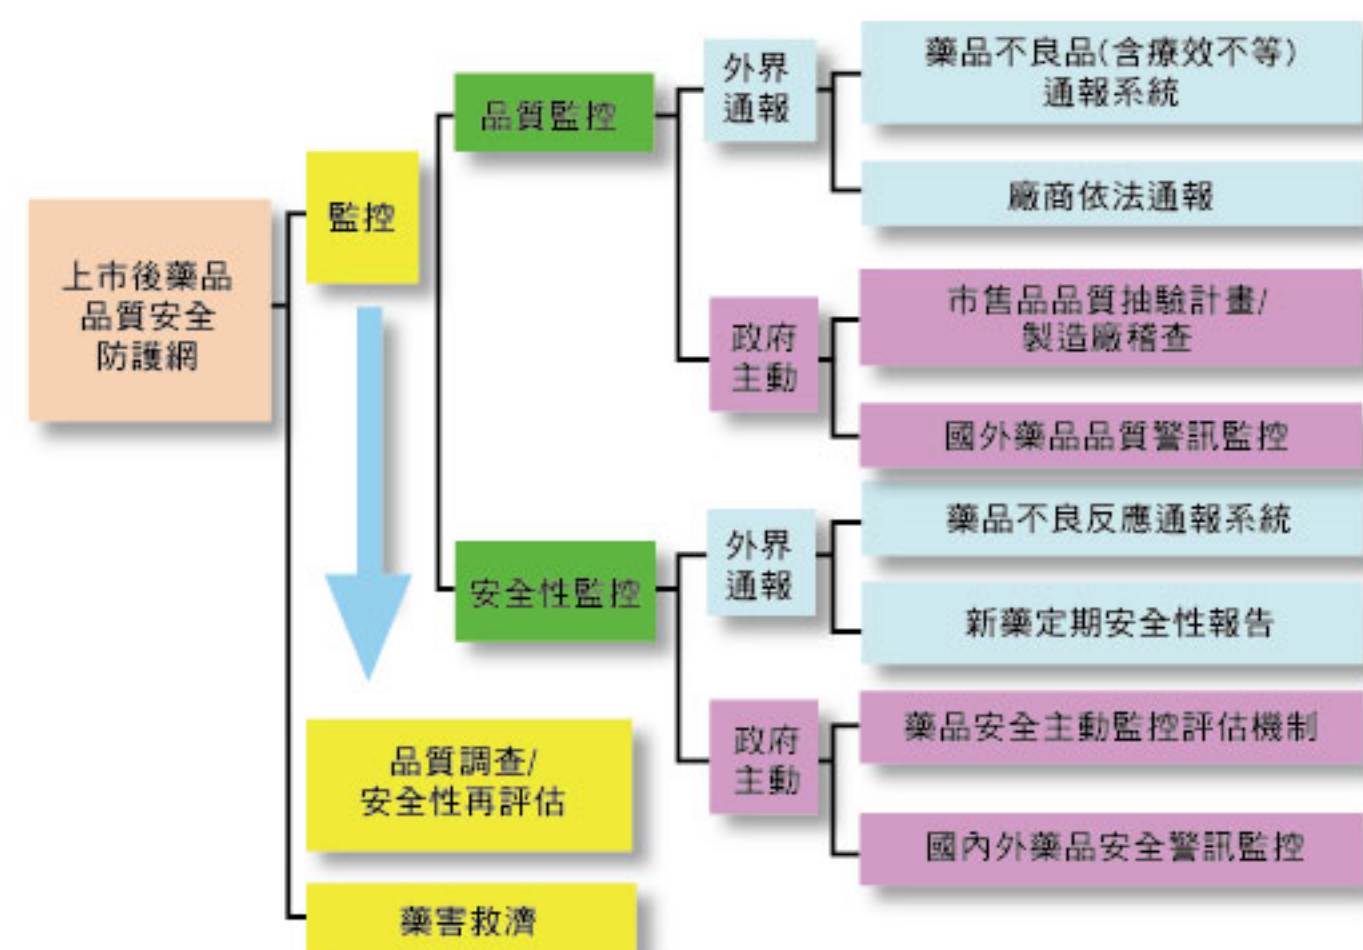 上市後藥品
品質安全
防護網
監控
品質調查/
安全性再評估
藥害救濟
品質監控
外界
通報
藥品不良品(含療效不等)
通報系統
廠商依法通報
政府
主動
市售品品質抽驗計畫/
製造廠稽查
國外藥品品質警訊監控
安全性監控
外界
通報
藥品不良反應通報系統
新藥定期安全性報告
政府
主動
藥品安全主動監控評估機制
國內外藥品安全警訊監控